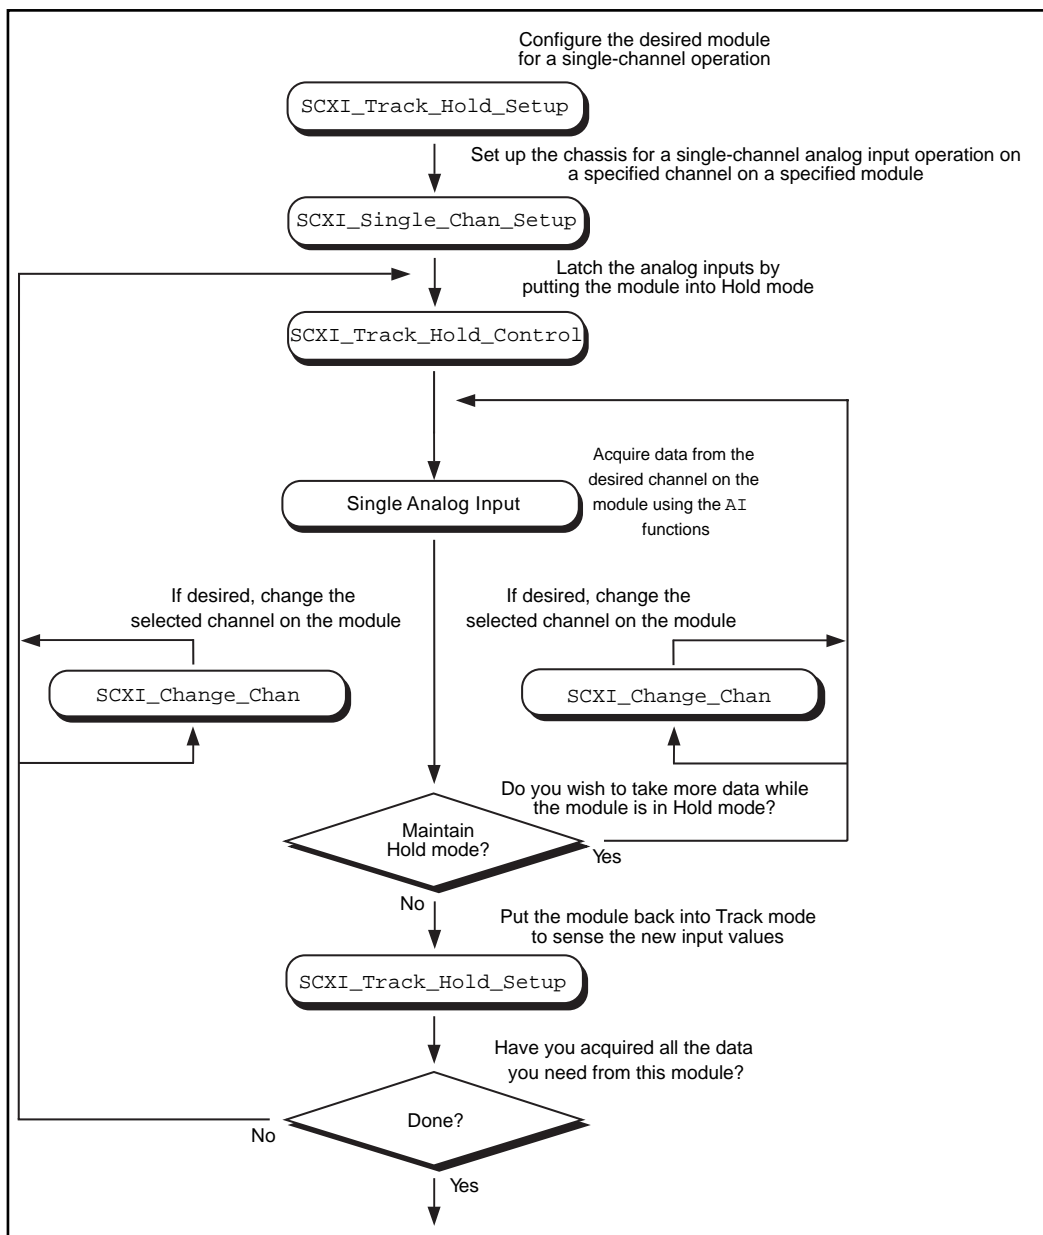 Configure the desired module
for a single-channel operation
SCXI_Track_Hold_Setup
Set up the chassis for a single-channel analog input operation on
a specified channel on a specified module
SCXI_Single_Chan_Setup
Latch the analog inputs by
putting the module into Hold mode
SCXI_Track_Hold_Control
Acquire data from the
desired channel on the
module using the AI
functions
Single Analog Input
If desired, change the
selected channel on the module
SCXI_Change_Chan
If desired, change the
selected channel on the module
SCXI_Change_Chan
Do you wish to take more data while
the module is in Hold mode?
Maintain
Hold mode?
Yes
No
Put the module back into Track mode
to sense the new input values
SCXI_Track_Hold_Setup
Have you acquired all the data
you need from this module?
Done?
No
Yes